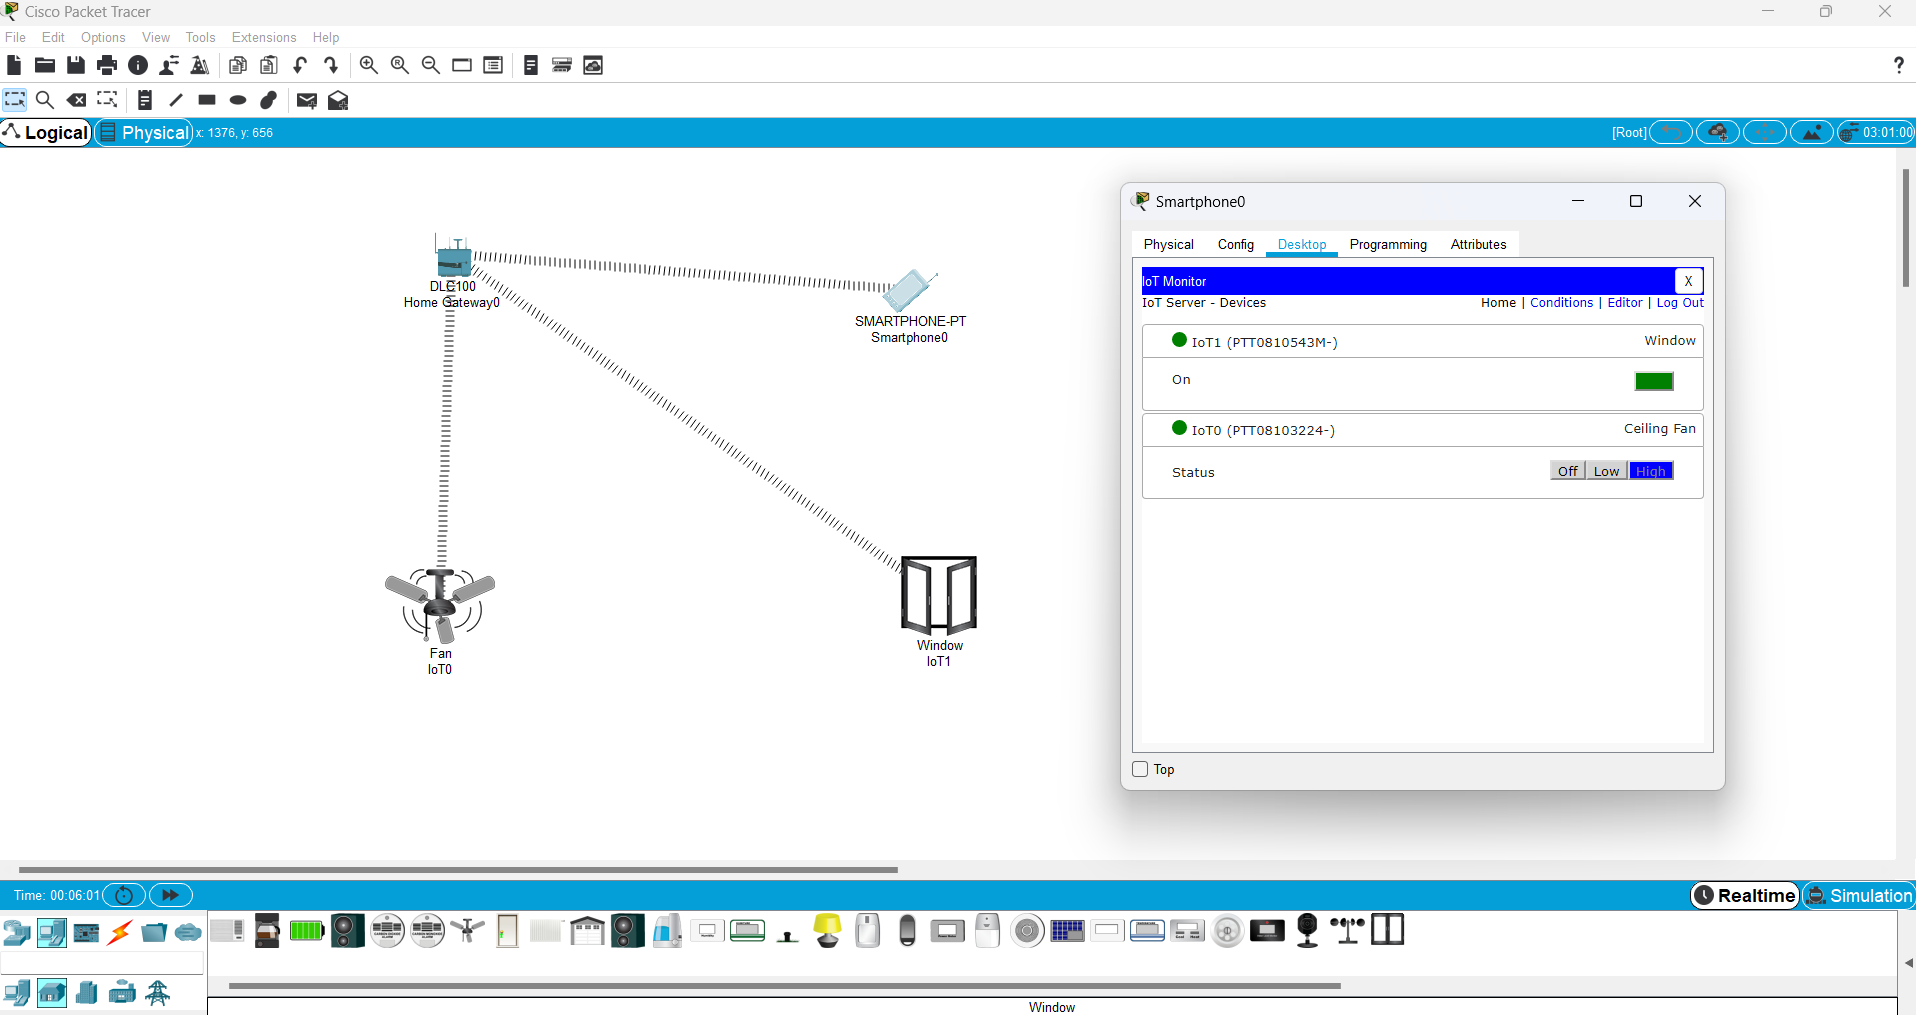 Cisco Packet Tracer
File Edit Options View Tools Extensions Help
Logical Physical x: 1376, y: 656 [Root] 03:01:00
DLC100
Home Gateway0
SMARTPHONE-PT
Smartphone0
Fan
IoT0
Window
IoT1
Smartphone0
Physical Config Desktop Programming Attributes
IoT Monitor X
IoT Server - Devices Home | Conditions | Editor | Log Out
IoT1 (PTT0810543M-) Window
On
IoT0 (PTT08103224-) Ceiling Fan
Status Off Low High
Top
Time: 00:06:01 Realtime Simulation
Window